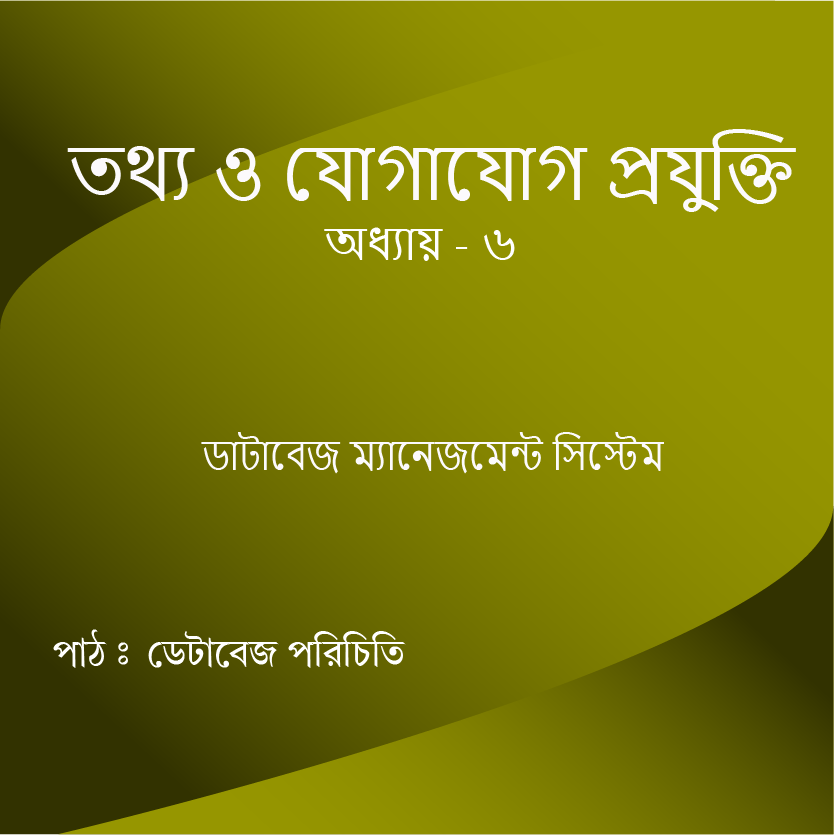 তথ্য ও যোগাযোগ প্রযুক্তি
অধ্যায় - ৬
ডাটাবেজ ম্যানেজমেন্ট সিস্টেম
পাঠ ঃ ডেটাবেজ পরিচিতি